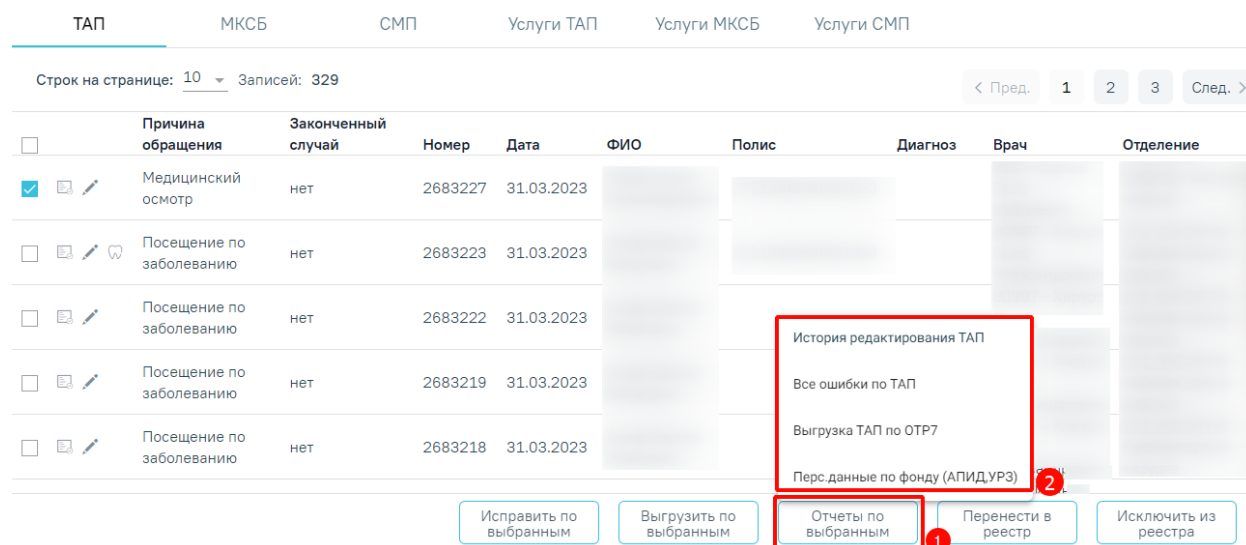 ТАП МКСБ СМП Услуги ТАП Услуги МКСБ Услуги СМП
Строк на странице: 10 Записей: 329 < Пред. 1 2 3 След. >
Причина обращения Законченный случай Номер Дата ФИО Полис Диагноз Врач Отделение
Медицинский осмотр нет 2683227 31.03.2023
Посещение по заболеванию нет 2683223 31.03.2023
Посещение по заболеванию нет 2683222 31.03.2023
Посещение по заболеванию нет 2683219 31.03.2023
Посещение по заболеванию нет 2683218 31.03.2023
История редактирования ТАП
Все ошибки по ТАП
Выгрузка ТАП по ОТР7
Перс.данные по фонду (АПИД,УРЗ)
2
Исправить по выбранным
Выгрузить по выбранным
Отчеты по выбранным
1
Перенести в реестр
Исключить из реестра